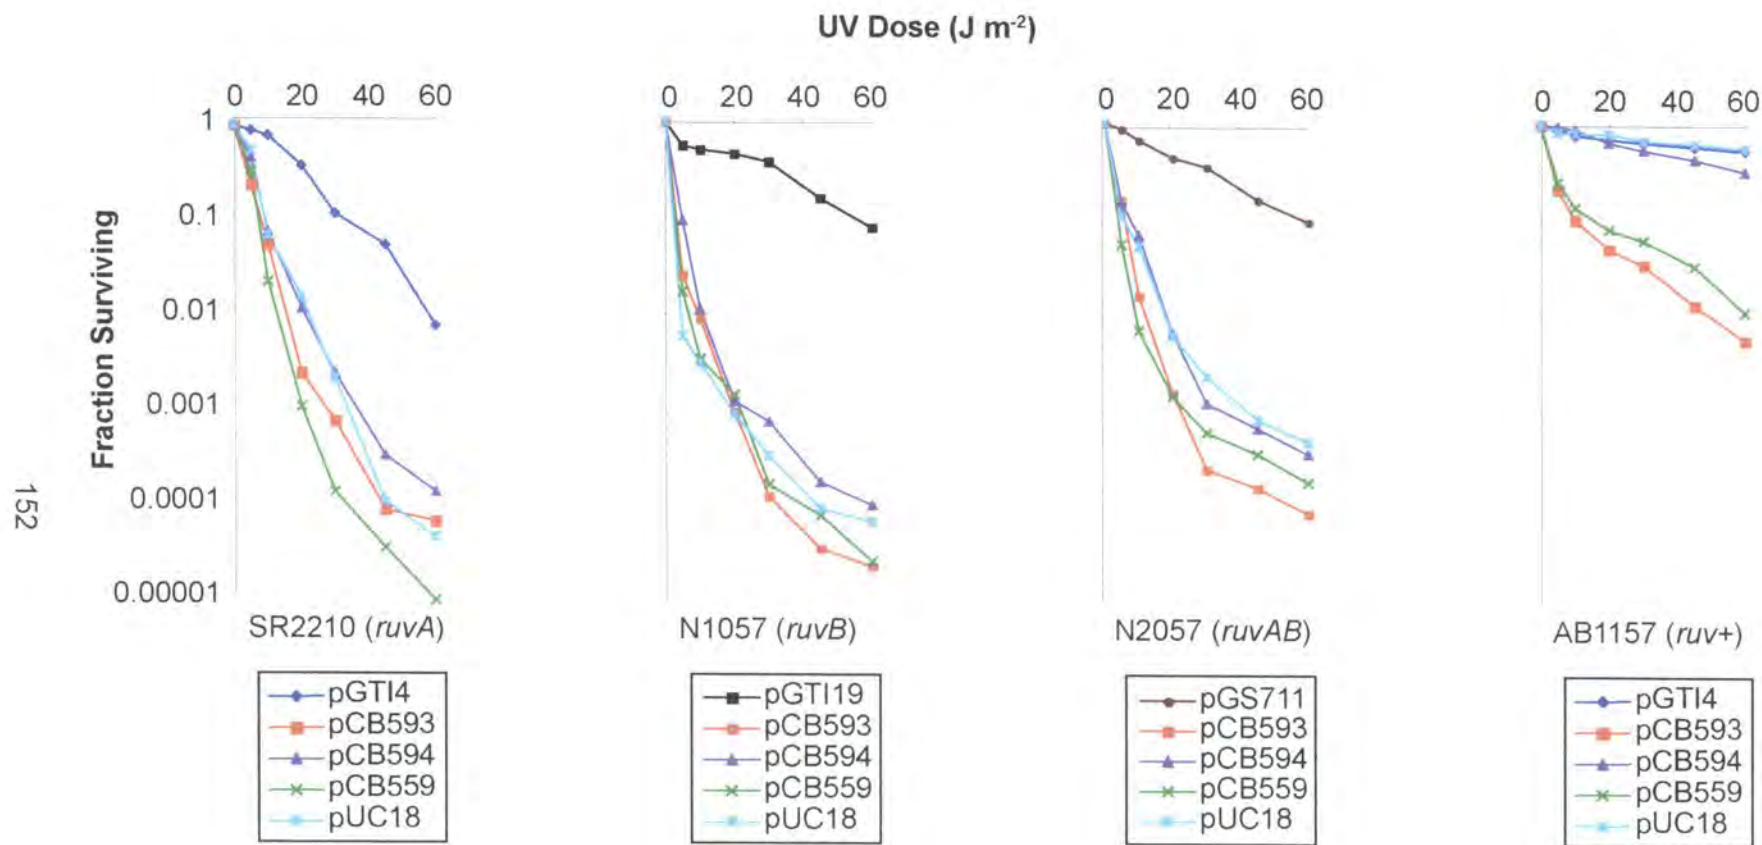 UV Dose (J m-2)
0 20 40 60
0 20 40 60
0 20 40 60
0 20 40 60
1
0.1
0.01
0.001
0.0001
0.00001
Fraction Surviving
152
SR2210 (ruvA)
N1057 (ruvB)
N2057 (ruvAB)
AB1157 (ruv+)
pGTI4
pCB593
pCB594
pCB559
pUC18
pGTI19
pCB593
pCB594
pCB559
pUC18
pGS711
pCB593
pCB594
pCB559
pUC18
pGTI4
pCB593
pCB594
pCB559
pUC18